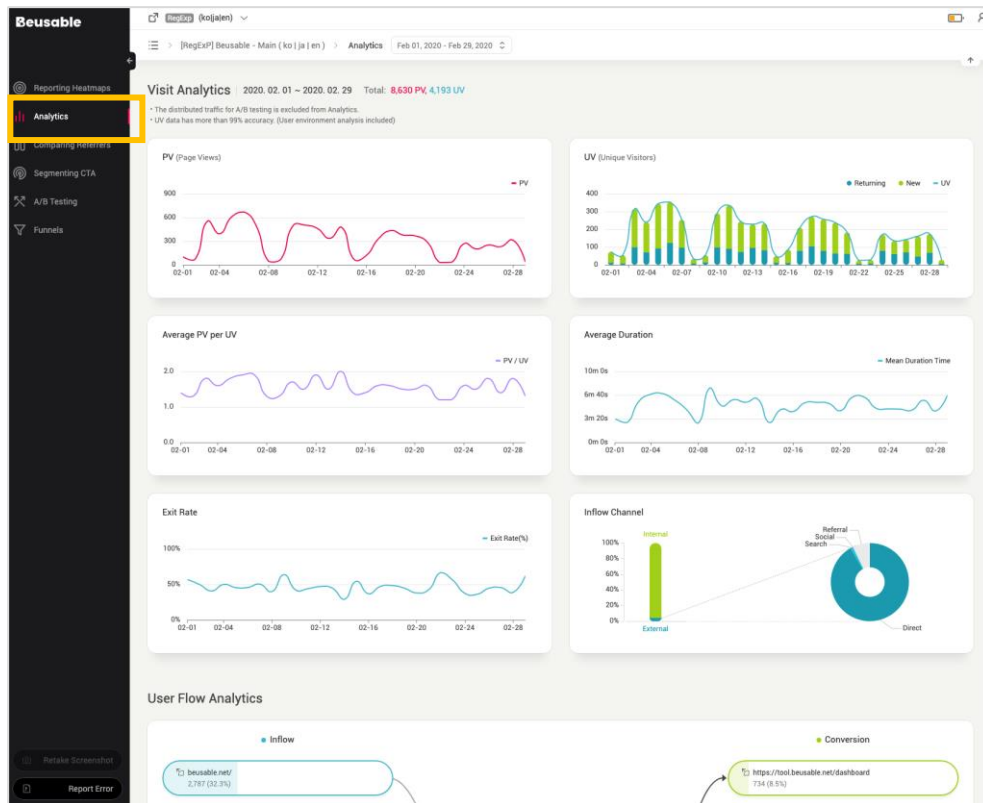 Beusable
RegExp (ko|ja|en)
[RegExP] Beusable - Main ( ko | ja | en ) > Analytics Feb 01, 2020 - Feb 29, 2020
Reporting Heatmaps
Analytics
Comparing Referrers
Segmenting CTA
A/B Testing
Funnels
Retake Screenshot
Report Error
Visit Analytics 2020. 02. 01 ~ 2020. 02. 29 Total: 8,630 PV, 4,193 UV
* The distributed traffic for A/B testing is excluded from Analytics.
* UV data has more than 99% accuracy. (User environment analysis included)
PV (Page Views)
PV
900
600
300
0
02-01 02-04 02-08 02-12 02-16 02-20 02-24 02-28
UV (Unique Visitors)
Returning New UV
400
300
200
100
0
02-01 02-04 02-07 02-10 02-13 02-16 02-19 02-22 02-25 02-28
Average PV per UV
PV / UV
2.0
1.0
0.0
02-01 02-04 02-08 02-12 02-16 02-20 02-24 02-28
Average Duration
Mean Duration Time
10m 0s
6m 40s
3m 20s
0m 0s
02-01 02-04 02-08 02-12 02-16 02-20 02-24 02-28
Exit Rate
Exit Rate(%)
100%
50%
0%
02-01 02-04 02-08 02-12 02-16 02-20 02-24 02-28
Inflow Channel
Internal
100%
80%
60%
40%
20%
0%
External
Referral
Social
Search
Direct
User Flow Analytics
Inflow
beusable.net/
2,787 (32.3%)
Conversion
https://tool.beusable.net/dashboard
734 (8.5%)